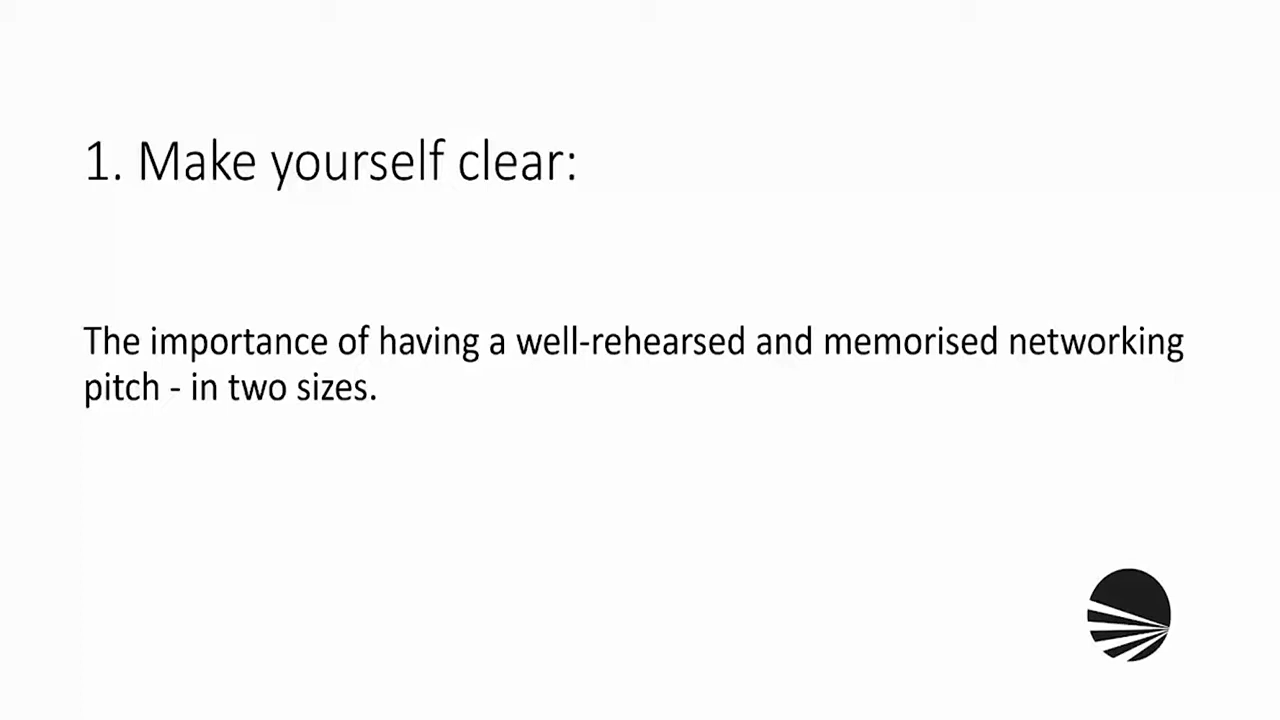 1. Make yourself clear:
The importance of having a well-rehearsed and memorised networking
pitch - in two sizes.